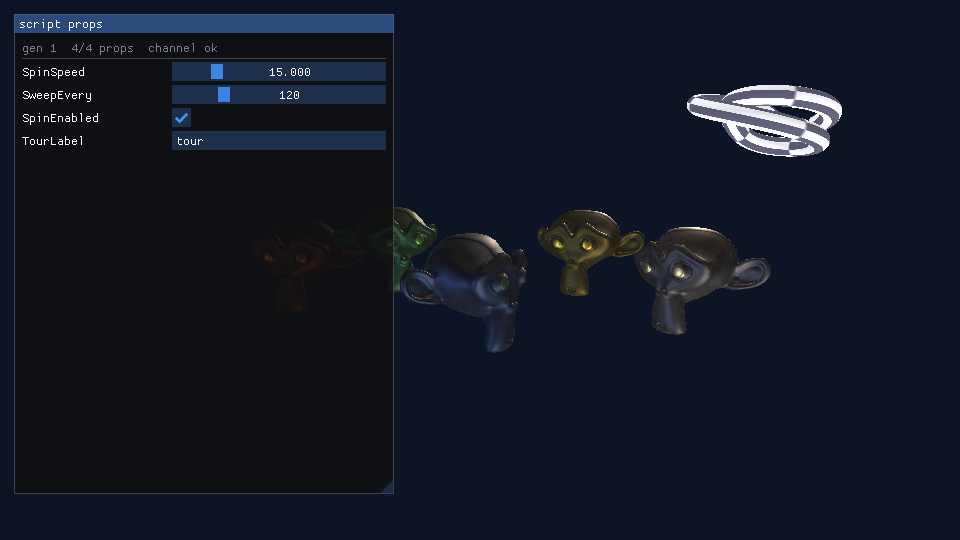 script props
gen 1  4/4 props  channel ok
SpinSpeed 15.000
SweepEvery 120
SpinEnabled
TourLabel tour